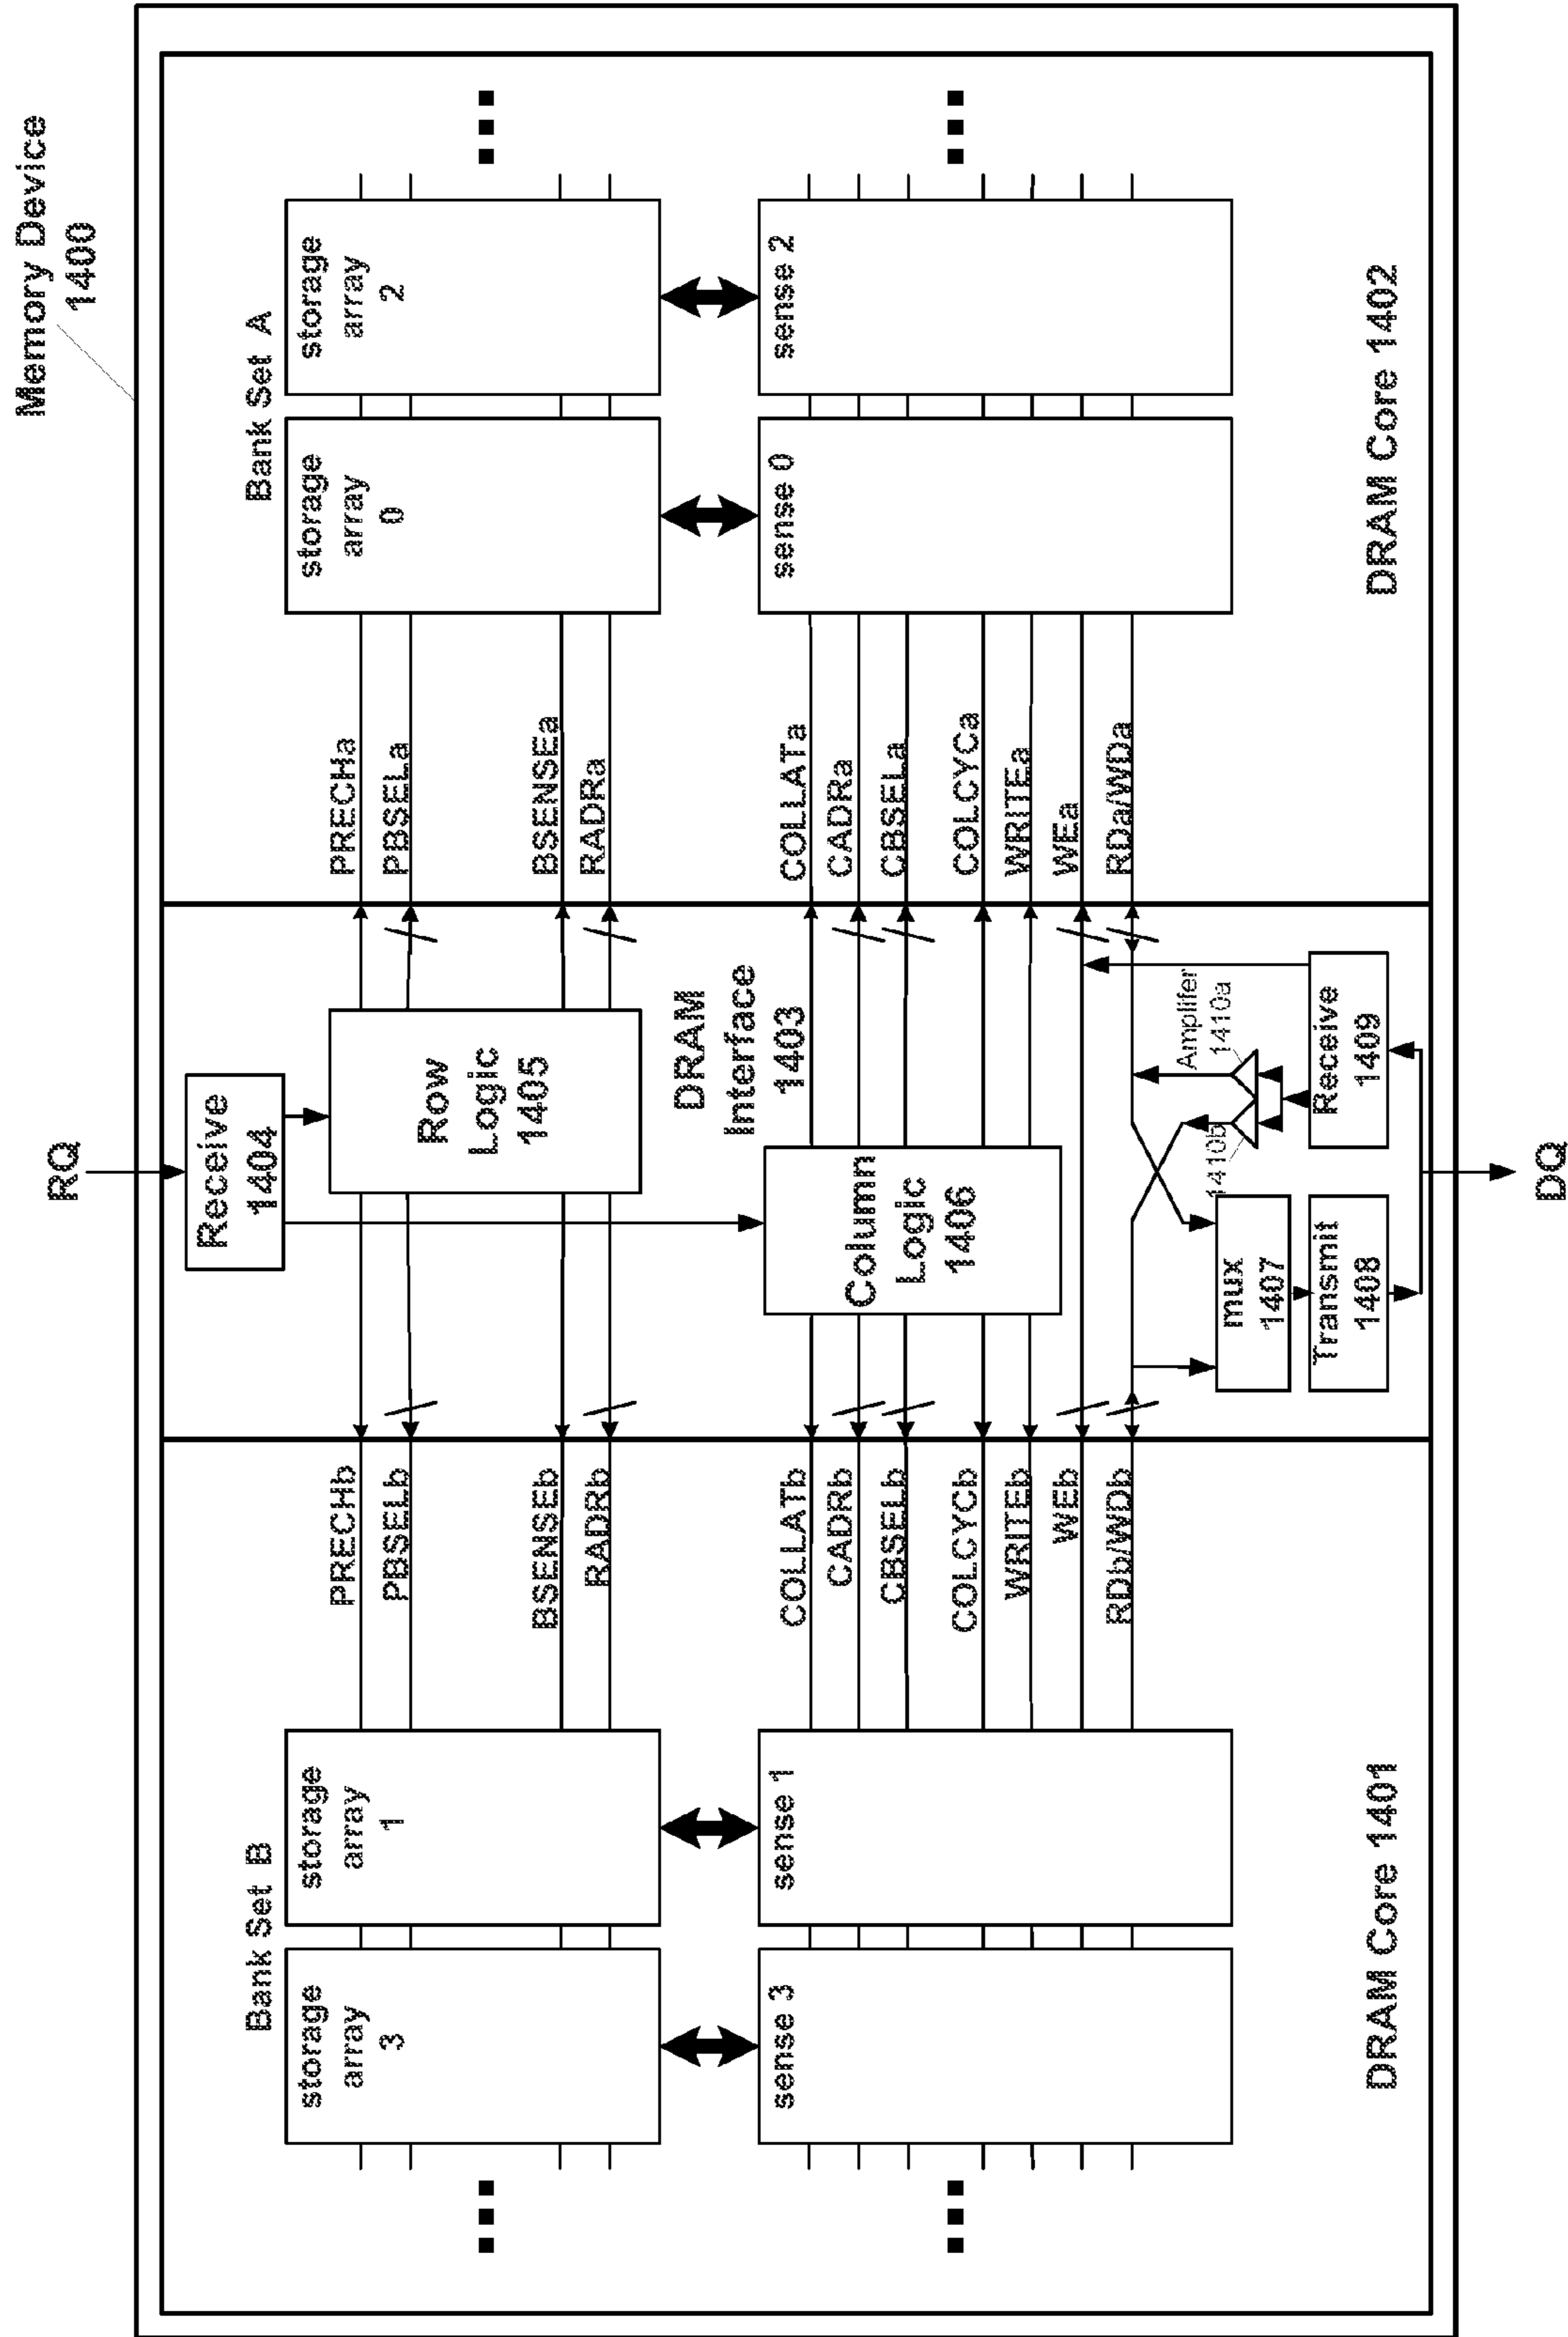 Memory Device
1400
RQ
Receive
1404
Bank Set B
Bank Set A
storage
array
3
storage
array
1
storage
array
0
storage
array
2
PRECHb
PBSELb
BSENSEb
RADRb
Row
Logic
1405
PRECHa
PBSELa
BSENSEa
RADRa
DRAM
Interface
1403
sense 3
sense 1
sense 0
sense 2
COLLATb
CADRb
CBSELb
COLCYCb
WRITEb
WEb
RDb/WDb
Column
Logic
1406
COLLATa
CADRa
CBSELa
COLCYCa
WRITEa
WEa
RDa/WDa
Amplifer
1410a
1410b
mux
1407
Transmit
1408
Receive
1409
DRAM Core 1401
DRAM Core 1402
DQ